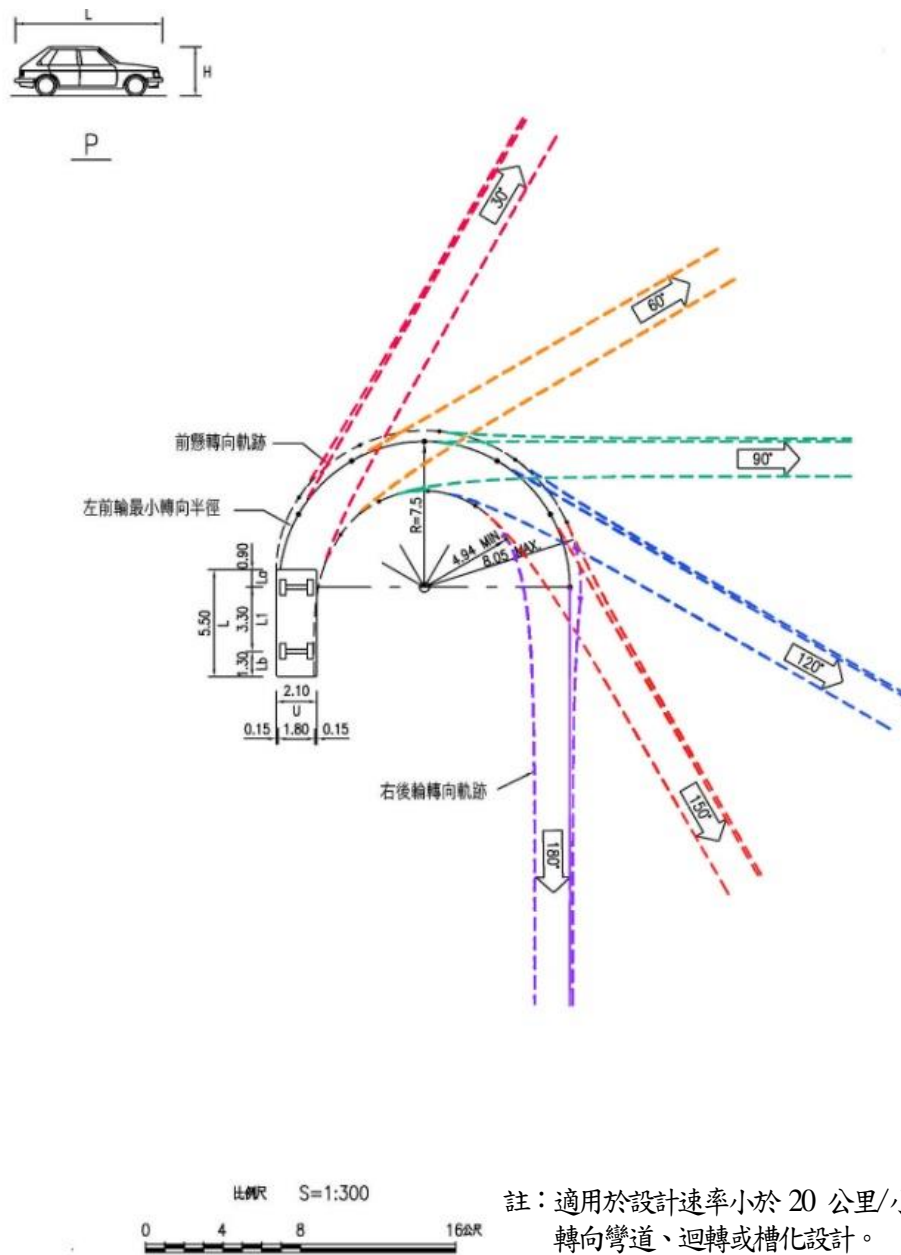 L
H
P
30°
60°
前懸轉向軌跡
90°
左前輪最小轉向半徑
R=7.5
4.94 MIN.
8.05 MAX.
0.90
La
5.50
L
3.30
L1
1.30
Lb
120°
2.10
U
0.15
1.80
0.15
右後輪轉向軌跡
150°
180°
比例尺 S=1:300
0 4 8 16公尺
註：適用於設計速率小於 20 公里/
轉向彎道、迴轉或槽化設計。